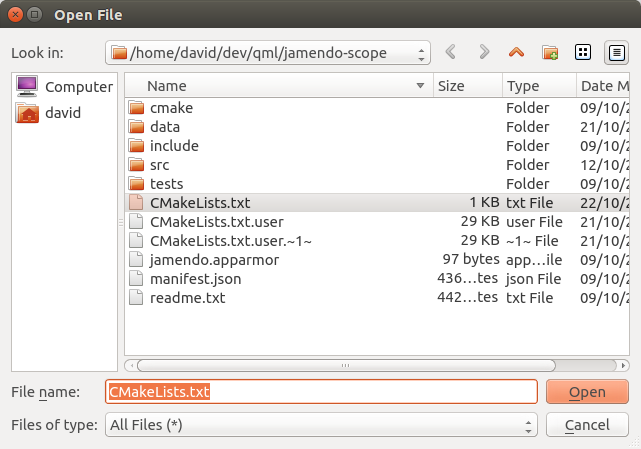 Open File
Look in: /home/david/dev/qml/jamendo-scope
Computer
david
Name Size Type Date M
cmake Folder 09/10/2
data Folder 21/10/2
include Folder 09/10/2
src Folder 12/10/2
tests Folder 09/10/2
CMakeLists.txt 1 KB txt File 22/10/2
CMakeLists.txt.user 29 KB user File 21/10/2
CMakeLists.txt.user.~1~ 29 KB ~1~ File 21/10/2
jamendo.apparmor 97 bytes app...ile 09/10/2
manifest.json 436...tes json File 09/10/2
readme.txt 442...tes txt File 09/10/2
File name: CMakeLists.txt Open
Files of type: All Files (*) Cancel